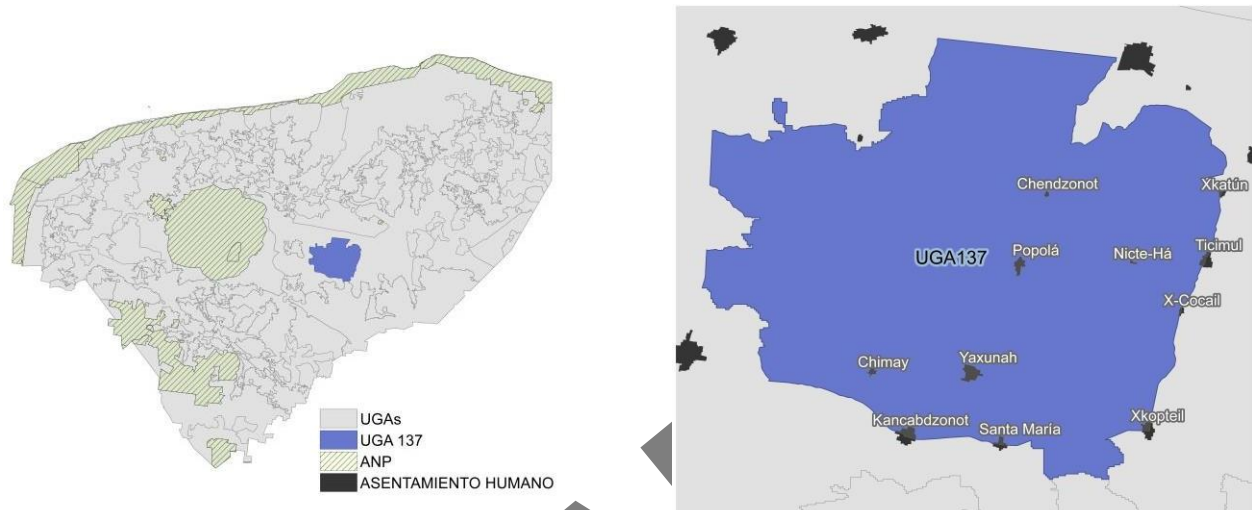 UGAs
UGA 137
ANP
ASENTAMIENTO HUMANO
Chendzonot
Xkatún
UGA137
Popolá
Nicte-Há
Ticimul
X-Cocail
Chimay
Yaxunah
Kancabdzonot
Santa María
Xkopteil